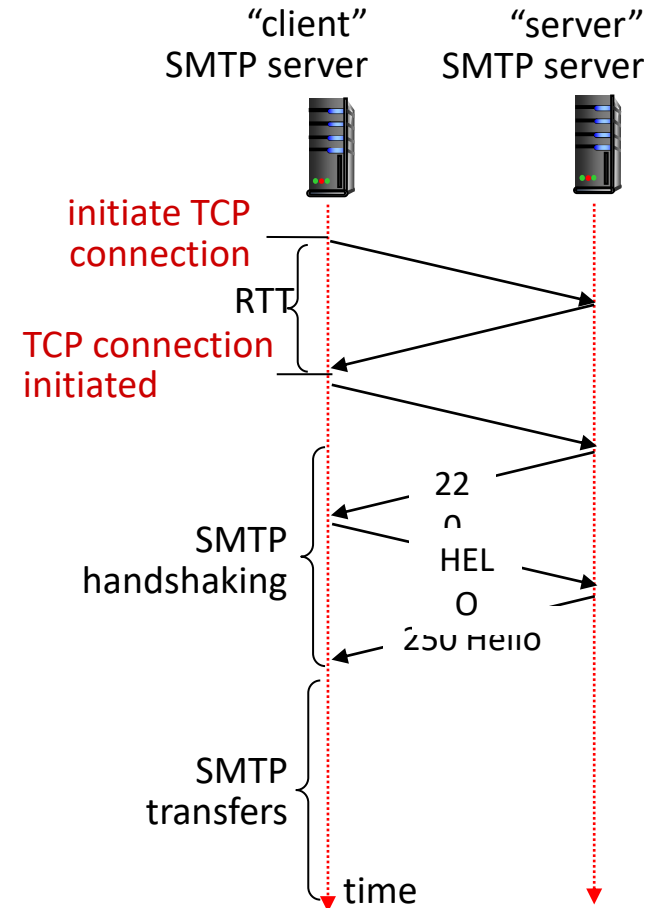 “client”
SMTP server
“server”
SMTP server
initiate TCP
connection
RTT
TCP connection
initiated
22
0
SMTP
handshaking
HEL
O
250 Hello
SMTP
transfers
time